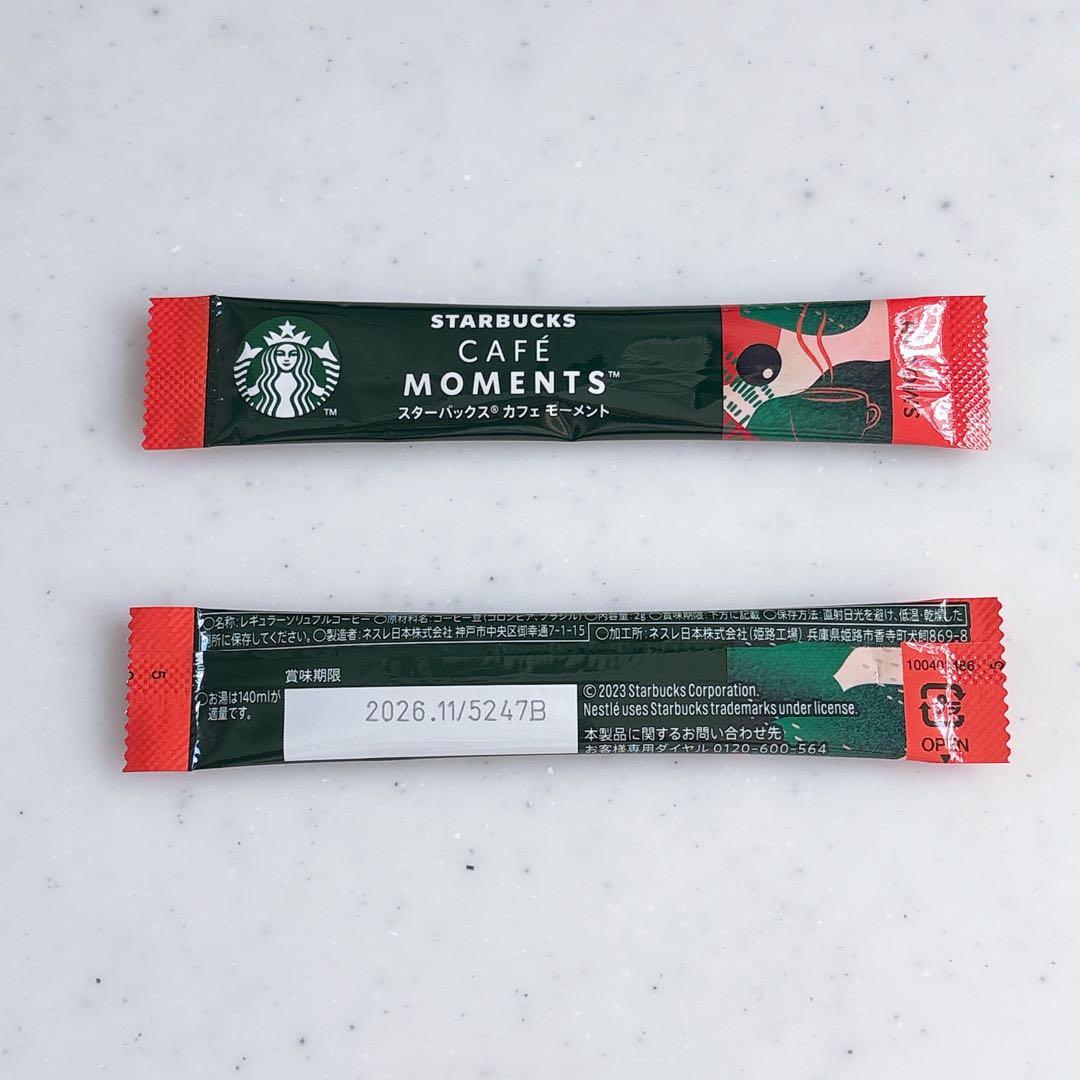 STARBUCKS
CAFÉ
MOMENTS™
スターバックス® カフェ モーメント
TM
○名称: レギュラーソリュブルコーヒー ○原材料名: コーヒー豆(コロンビア、ブラジル) ○内容量: 2g ○賞味期限: 下方に記載 ○保存方法: 直射日光を避け、低温、乾燥した
所に保存してください。 ○製造者: ネスレ日本株式会社 神戸市中央区御幸通7-1-15 ○加工所: ネスレ日本株式会社(姫路工場) 兵庫県姫路市香寺町犬飼869-8
賞味期限
○お湯は140mlが
適量です。
2026.11/5247B
© 2023 Starbucks Corporation.
Nestlé uses Starbucks trademarks under license.
本製品に関するお問い合わせ先
お客様専用ダイヤル 0120-600-564
5
5
OPEN